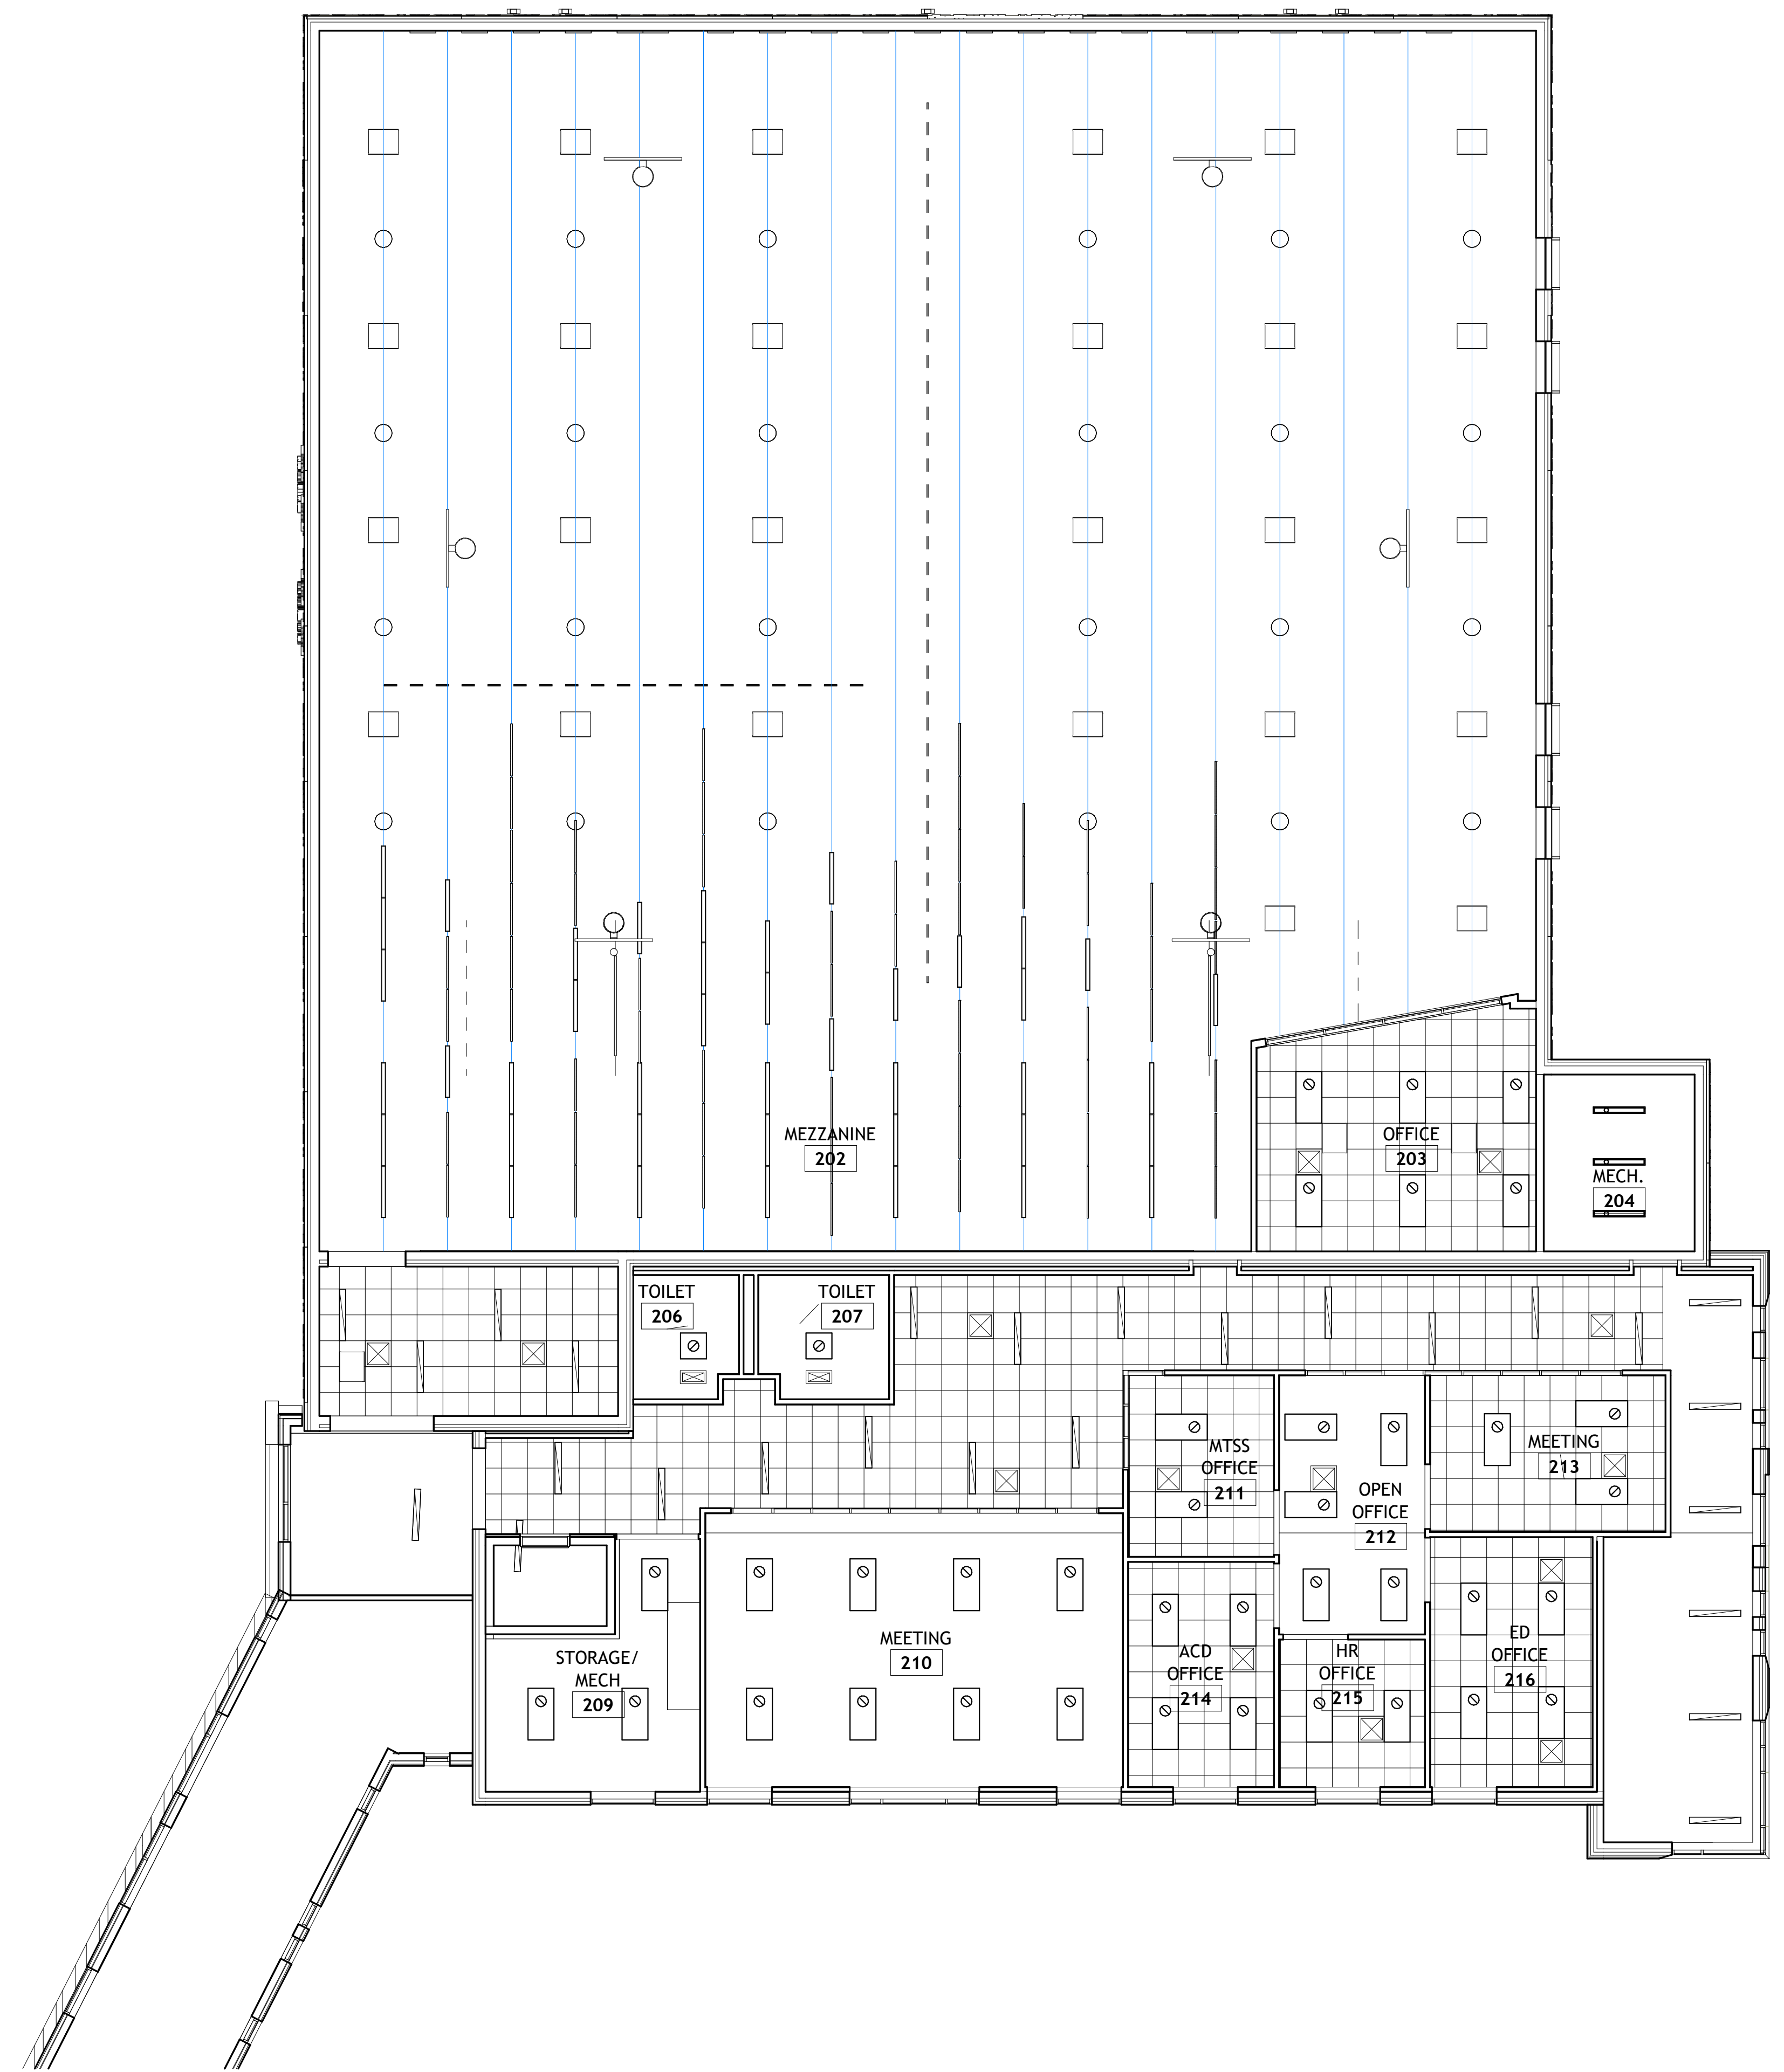 MEZZANINE
202
OFFICE
203
MECH.
204
TOILET
206
TOILET
207
MTSS
OFFICE
211
OPEN
OFFICE
212
MEETING
213
STORAGE/
MECH
209
MEETING
210
ACD
OFFICE
214
HR
OFFICE
215
ED
OFFICE
216